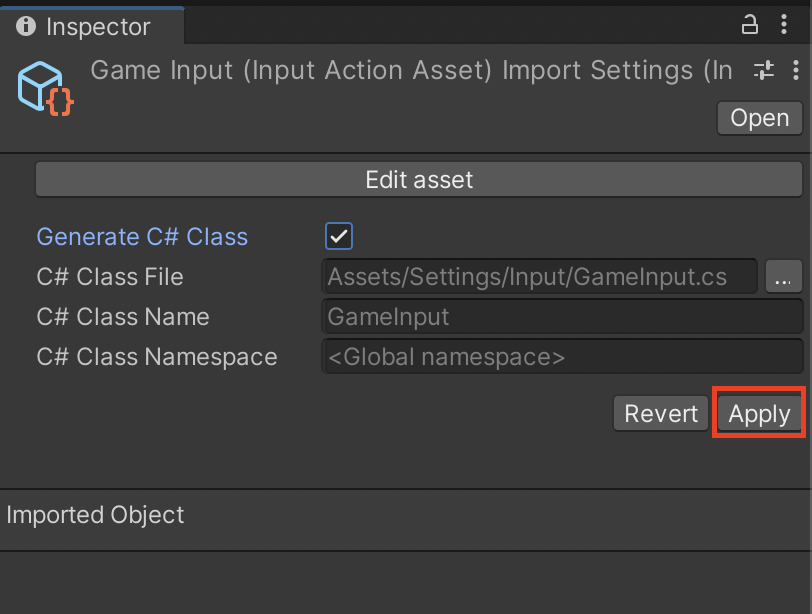 Inspector
Game Input (Input Action Asset) Import Settings (In
Open
Edit asset
Generate C# Class
C# Class File Assets/Settings/Input/GameInput.cs ...
C# Class Name GameInput
C# Class Namespace <Global namespace>
Revert Apply
Imported Object